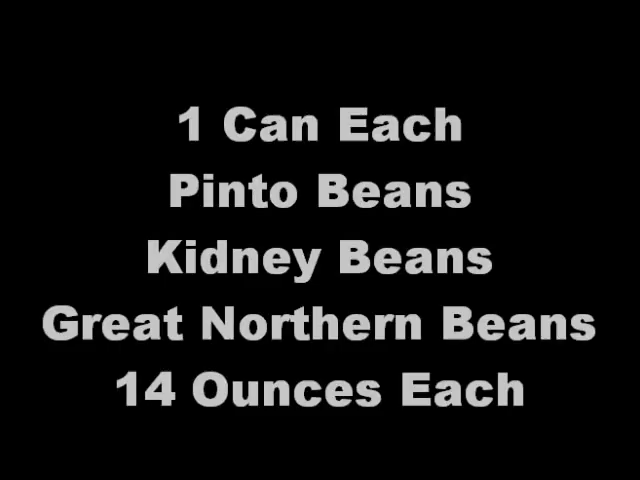 1 Can Each
Pinto Beans
Kidney Beans
Great Northern Beans
14 Ounces Each